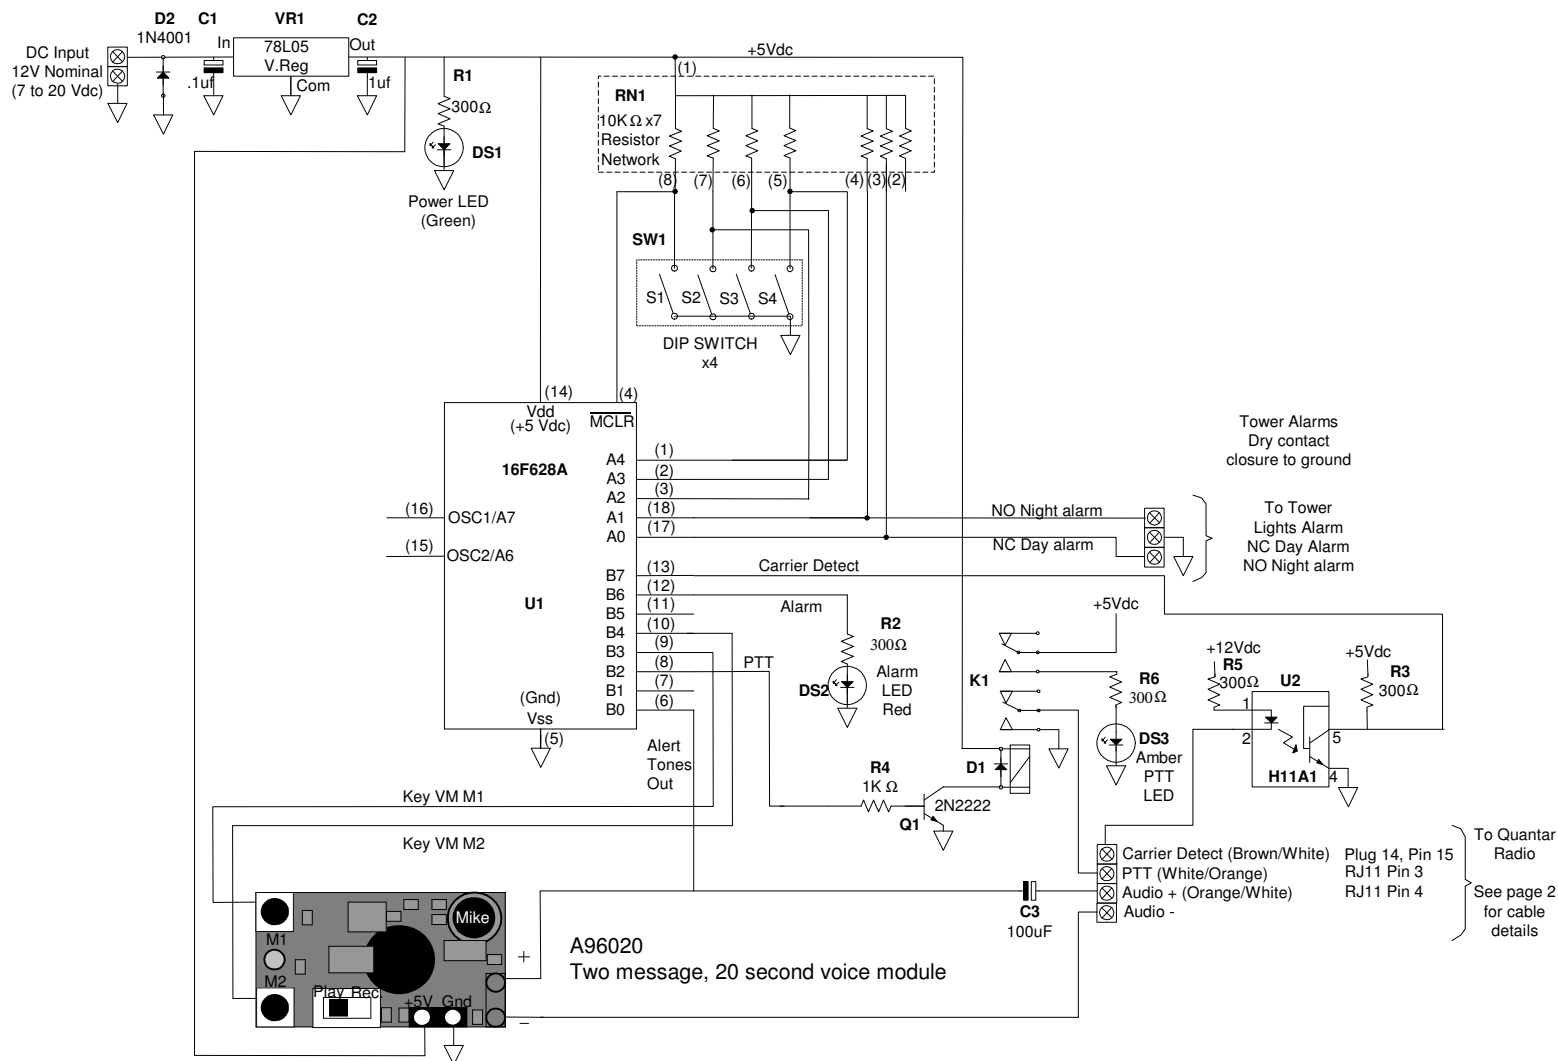 D2
1N4001
C1
VR1
C2
DC Input
12V Nominal
(7 to 20 Vdc)
In
78L05
V.Reg
Out
.1uf
Com
1uf
+5Vdc
R1
300Ω
DS1
Power LED
(Green)
(1)
RN1
10KΩ x7
Resistor
Network
(8)
(7)
(6)
(5)
(4)
(3)
(2)
SW1
S1
S2
S3
S4
DIP SWITCH
x4
(14)
(4)
Vdd
(+5 Vdc)
MCLR
16F628A
A4
(1)
A3
(2)
A2
(3)
A1
(18)
A0
(17)
(16)
OSC1/A7
(15)
OSC2/A6
B7
(13)
B6
(12)
B5
(11)
B4
(10)
B3
(9)
B2
(8)
B1
(7)
B0
(6)
U1
(Gnd)
Vss
(5)
Tower Alarms
Dry contact
closure to ground
NO Night alarm
NC Day alarm
To Tower
Lights Alarm
NC Day Alarm
NO Night alarm
Carrier Detect
Alarm
R2
300Ω
DS2
Alarm
LED
Red
PTT
+5Vdc
K1
R6
300Ω
DS3
Amber
PTT
LED
+12Vdc
R5
300Ω
U2
1
2
5
4
H11A1
+5Vdc
R3
300Ω
Alert
Tones
Out
D1
R4
1K Ω
2N2222
Q1
Key VM M1
Key VM M2
Carrier Detect (Brown/White)
Plug 14, Pin 15
PTT (White/Orange)
RJ11 Pin 3
Audio + (Orange/White)
RJ11 Pin 4
Audio -
To Quantar
Radio
See page 2
for cable
details
C3
100uF
Mike
M1
M2
Play Rec.
+5V Gnd
+
–
A96020
Two message, 20 second voice module